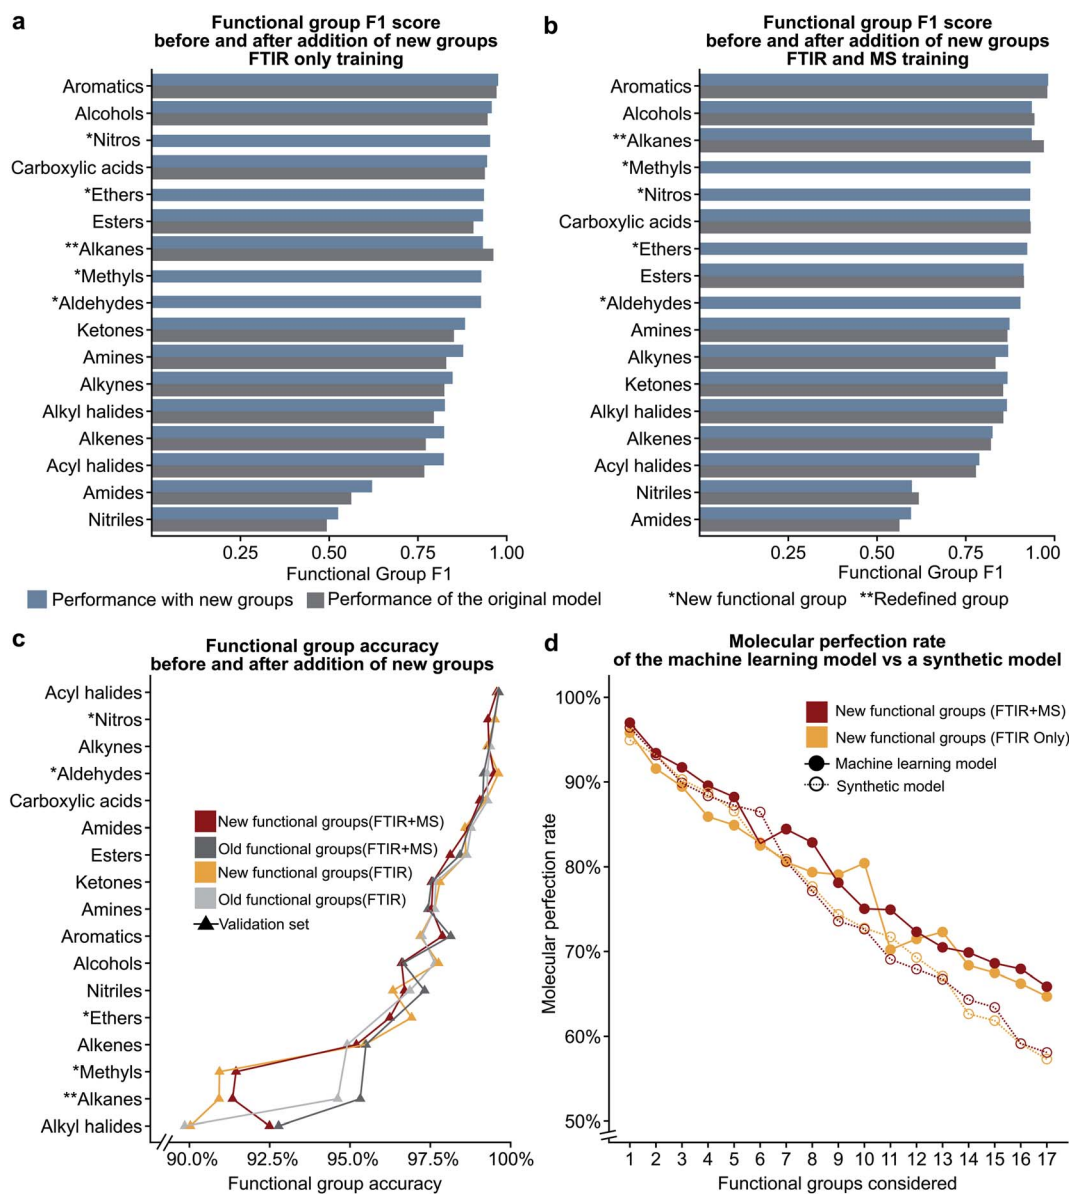 a
Functional group F1 score
before and after addition of new groups
FTIR only training
Aromatics
Alcohols
*Nitros
Carboxylic acids
*Ethers
Esters
**Alkanes
*Methyls
*Aldehydes
Ketones
Amines
Alkynes
Alkyl halides
Alkenes
Acyl halides
Amides
Nitriles
0.25 0.50 0.75 1.00
Functional Group F1
b
Functional group F1 score
before and after addition of new groups
FTIR and MS training
Aromatics
Alcohols
**Alkanes
*Methyls
*Nitros
Carboxylic acids
*Ethers
Esters
*Aldehydes
Amines
Alkynes
Ketones
Alkyl halides
Alkenes
Acyl halides
Nitriles
Amides
0.25 0.50 0.75 1.00
Functional Group F1
Performance with new groups Performance of the original model *New functional group **Redefined group
c
Functional group accuracy
before and after addition of new groups
Acyl halides
*Nitros
Alkynes
*Aldehydes
Carboxylic acids
Amides
Esters
Ketones
Amines
Aromatics
Alcohols
Nitriles
*Ethers
Alkenes
*Methyls
**Alkanes
Alkyl halides
New functional groups(FTIR+MS)
Old functional groups(FTIR+MS)
New functional groups(FTIR)
Old functional groups(FTIR)
Validation set
90.0% 92.5% 95.0% 97.5% 100%
Functional group accuracy
d
Molecular perfection rate
of the machine learning model vs a synthetic model
100%
90%
80%
70%
60%
50%
Molecular perfection rate
New functional groups (FTIR+MS)
New functional groups (FTIR Only)
Machine learning model
Synthetic model
1 2 3 4 5 6 7 8 9 10 11 12 13 14 15 16 17
Functional groups considered